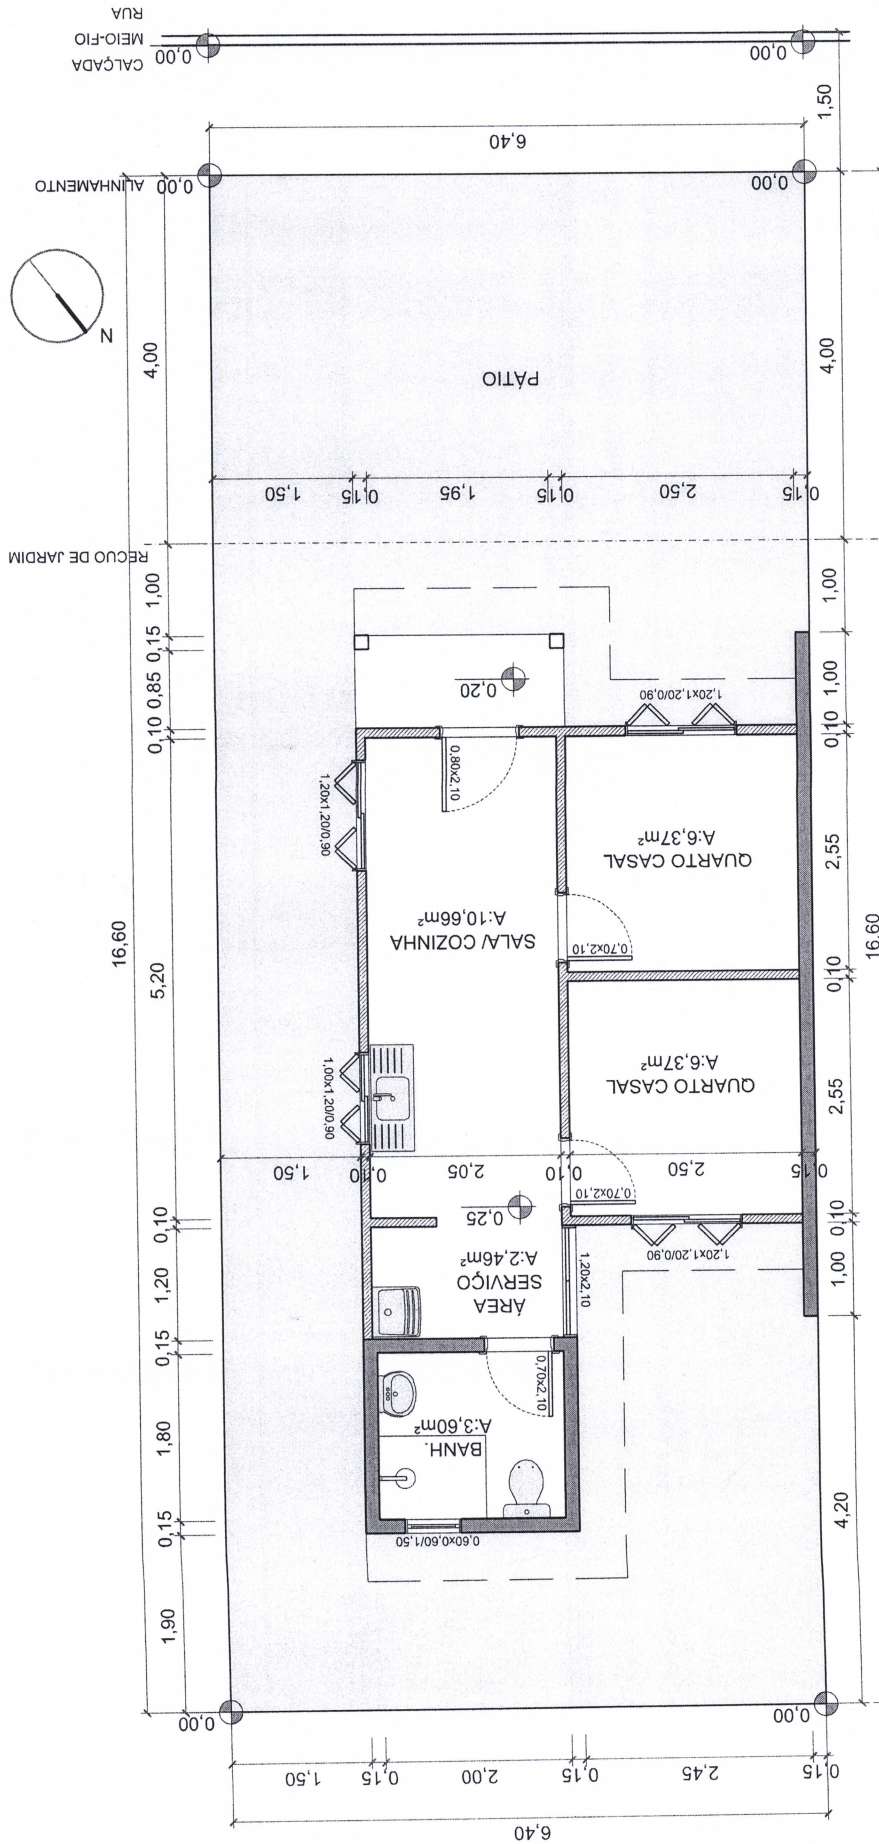 RUA
MEIO-FIO
CALÇADA
0,00
0,00
1,50
6,40
ALINHAMENTO
0,00
0,00
N
4,00
PÁTIO
4,00
1,50
0,15
1,95
0,15
2,50
0,15
RECUO DE JARDIM
1,00
0,15
0,85
0,10
1,00
1,00
0,10
0,20
1,20x1,20/0,90
0,80x2,10
1,20x1,20/0,90
16,60
5,20
SALA/ COZINHA
A:10,66m²
QUARTO CASAL
A:6,37m²
0,70x2,10
2,55
16,60
0,10
1,00x1,20/0,90
QUARTO CASAL
A:6,37m²
2,55
1,50
0,10
2,05
0,10
2,50
0,15
0,70x2,10
0,25
0,10
0,10
1,20x1,20/0,90
1,00
1,20
ÁREA
SERVIÇO
A:2,46m²
1,20x2,10
0,15
0,70x2,10
1,80
BANH.
A:3,60m²
0,15
0,60x0,60/1,50
4,20
1,90
0,00
0,00
1,50
0,15
2,00
0,15
2,45
0,15
6,40